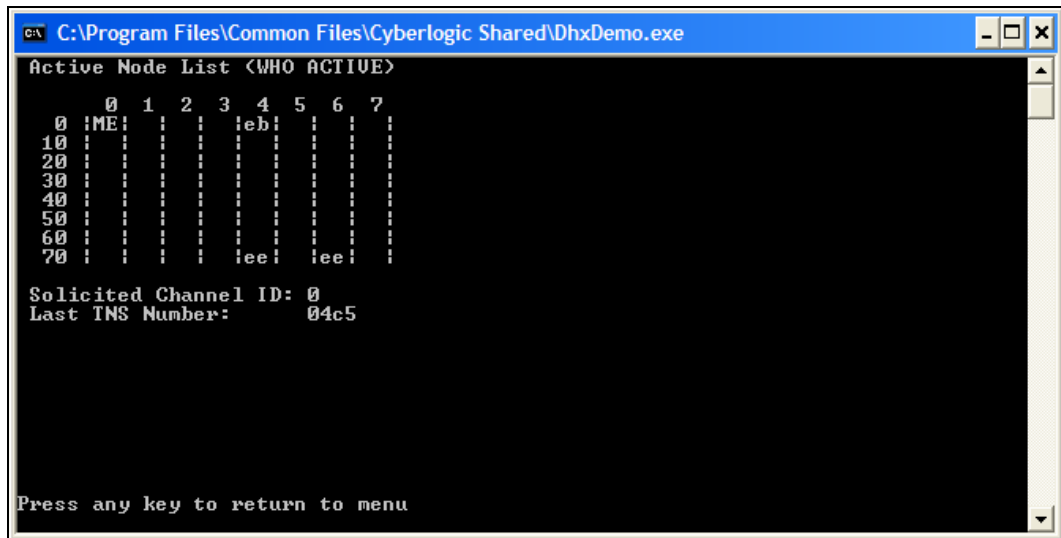 C:\Program Files\Common Files\Cyberlogic Shared\DhxDemo.exe
Active Node List (WHO ACTIVE)
0 1 2 3 4 5 6 7
0 ¦ME¦ ¦ ¦ ¦eb¦ ¦ ¦ ¦
10 ¦ ¦ ¦ ¦ ¦ ¦ ¦ ¦ ¦
20 ¦ ¦ ¦ ¦ ¦ ¦ ¦ ¦ ¦
30 ¦ ¦ ¦ ¦ ¦ ¦ ¦ ¦ ¦
40 ¦ ¦ ¦ ¦ ¦ ¦ ¦ ¦ ¦
50 ¦ ¦ ¦ ¦ ¦ ¦ ¦ ¦ ¦
60 ¦ ¦ ¦ ¦ ¦ ¦ ¦ ¦ ¦
70 ¦ ¦ ¦ ¦ ¦ee¦ ¦ee¦ ¦
Solicited Channel ID: 0
Last TNS Number: 04c5
Press any key to return to menu